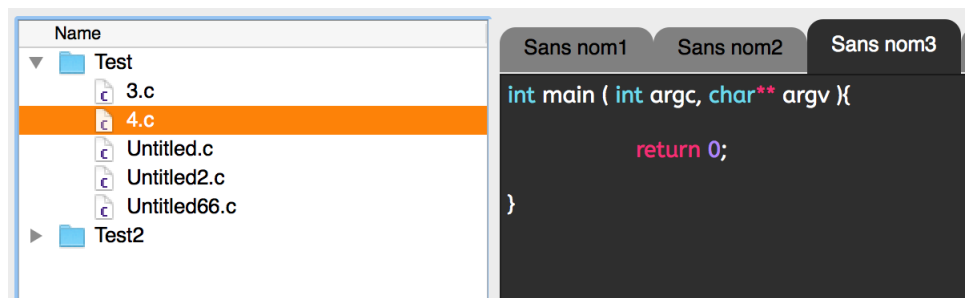 Name
Test
3.c
4.c
Untitled.c
Untitled2.c
Untitled66.c
Test2
Sans nom1 Sans nom2 Sans nom3
int main ( int argc, char** argv ){
return 0;
}